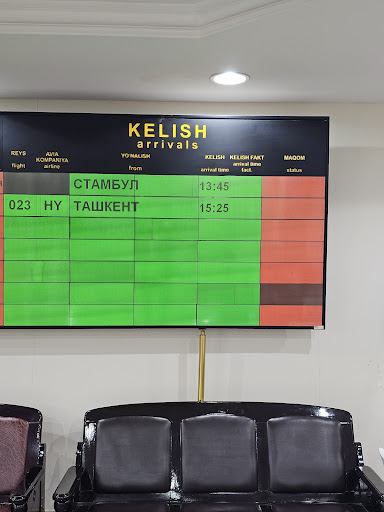 KELISH
arrivals
REYS AVIA KOMPANIYA YO'NALISH KELISH KELISH FAKT MAQOM
flight airline from arrival time arrival time fact. status
СТАМБУЛ 13:45
023 HY ТАШКЕНТ 15:25